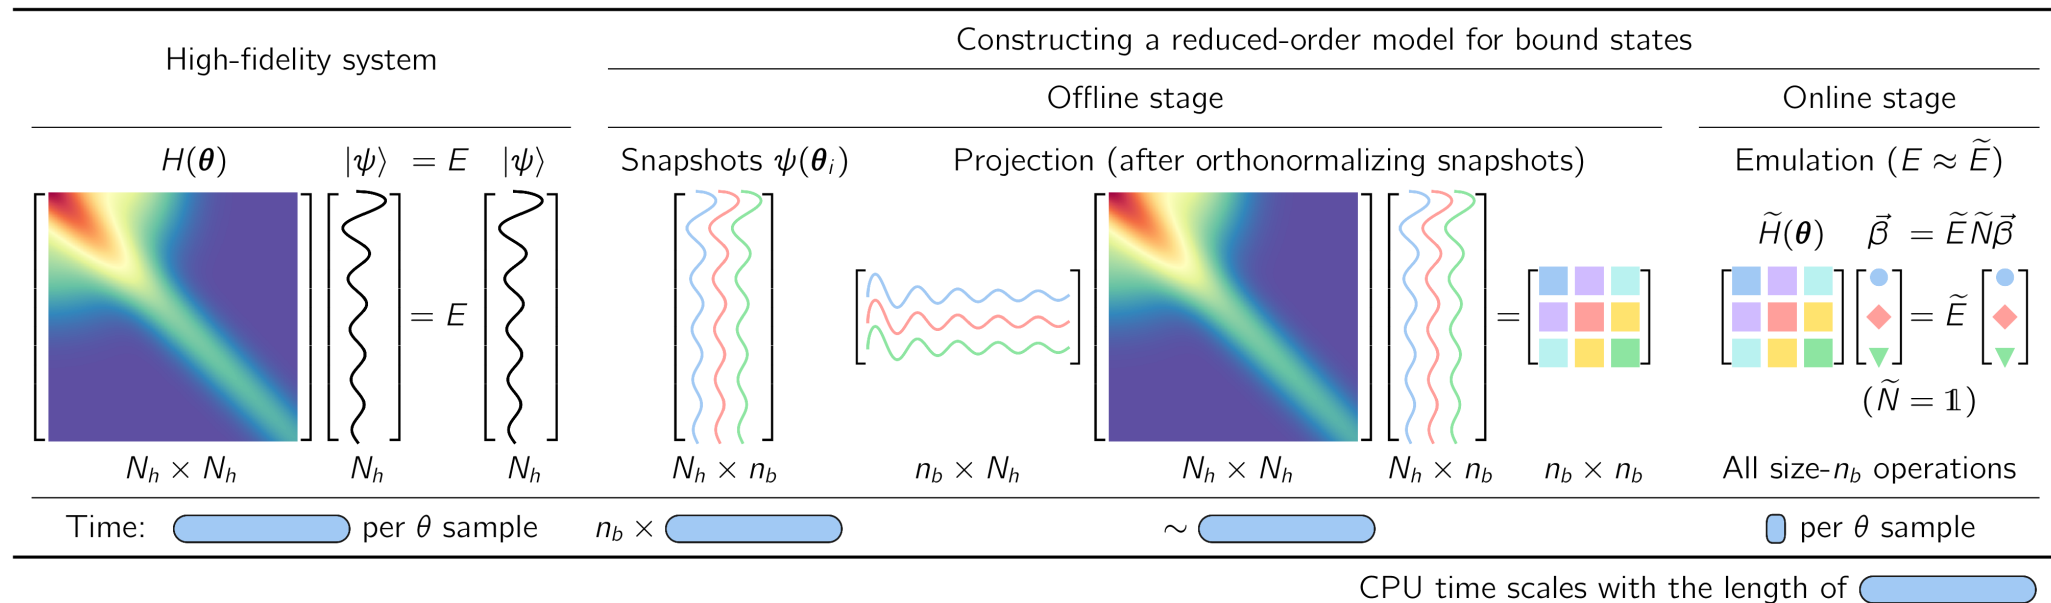 High-fidelity system
Constructing a reduced-order model for bound states
Offline stage
Online stage
H(θ) |ψ⟩ = E |ψ⟩
Snapshots ψ(θᵢ)
Projection (after orthonormalizing snapshots)
Emulation (E ≈ Ẽ)
H̃(θ) β⃗ = ẼÑβ⃗
= E
=
= Ẽ
(Ñ = 𝟙)
Nₕ × Nₕ
Nₕ
Nₕ
Nₕ × n_b
n_b × Nₕ
Nₕ × Nₕ
Nₕ × n_b
n_b × n_b
All size-n_b operations
Time:
per θ sample
n_b ×
∼
per θ sample
CPU time scales with the length of